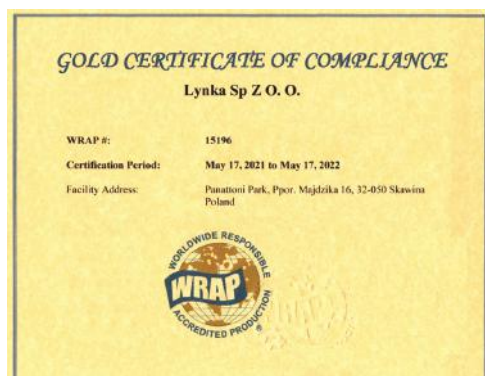 GOLD CERTIFICATE OF COMPLIANCE
Lynka Sp Z O. O.
WRAP #: 15196
Certification Period: May 17, 2021 to May 17, 2022
Facility Address: Panattoni Park, Ppor. Majdzika 16, 32-050 Skawina
Poland
WORLDWIDE RESPONSIBLE
WRAP
ACCREDITED PRODUCTION ®